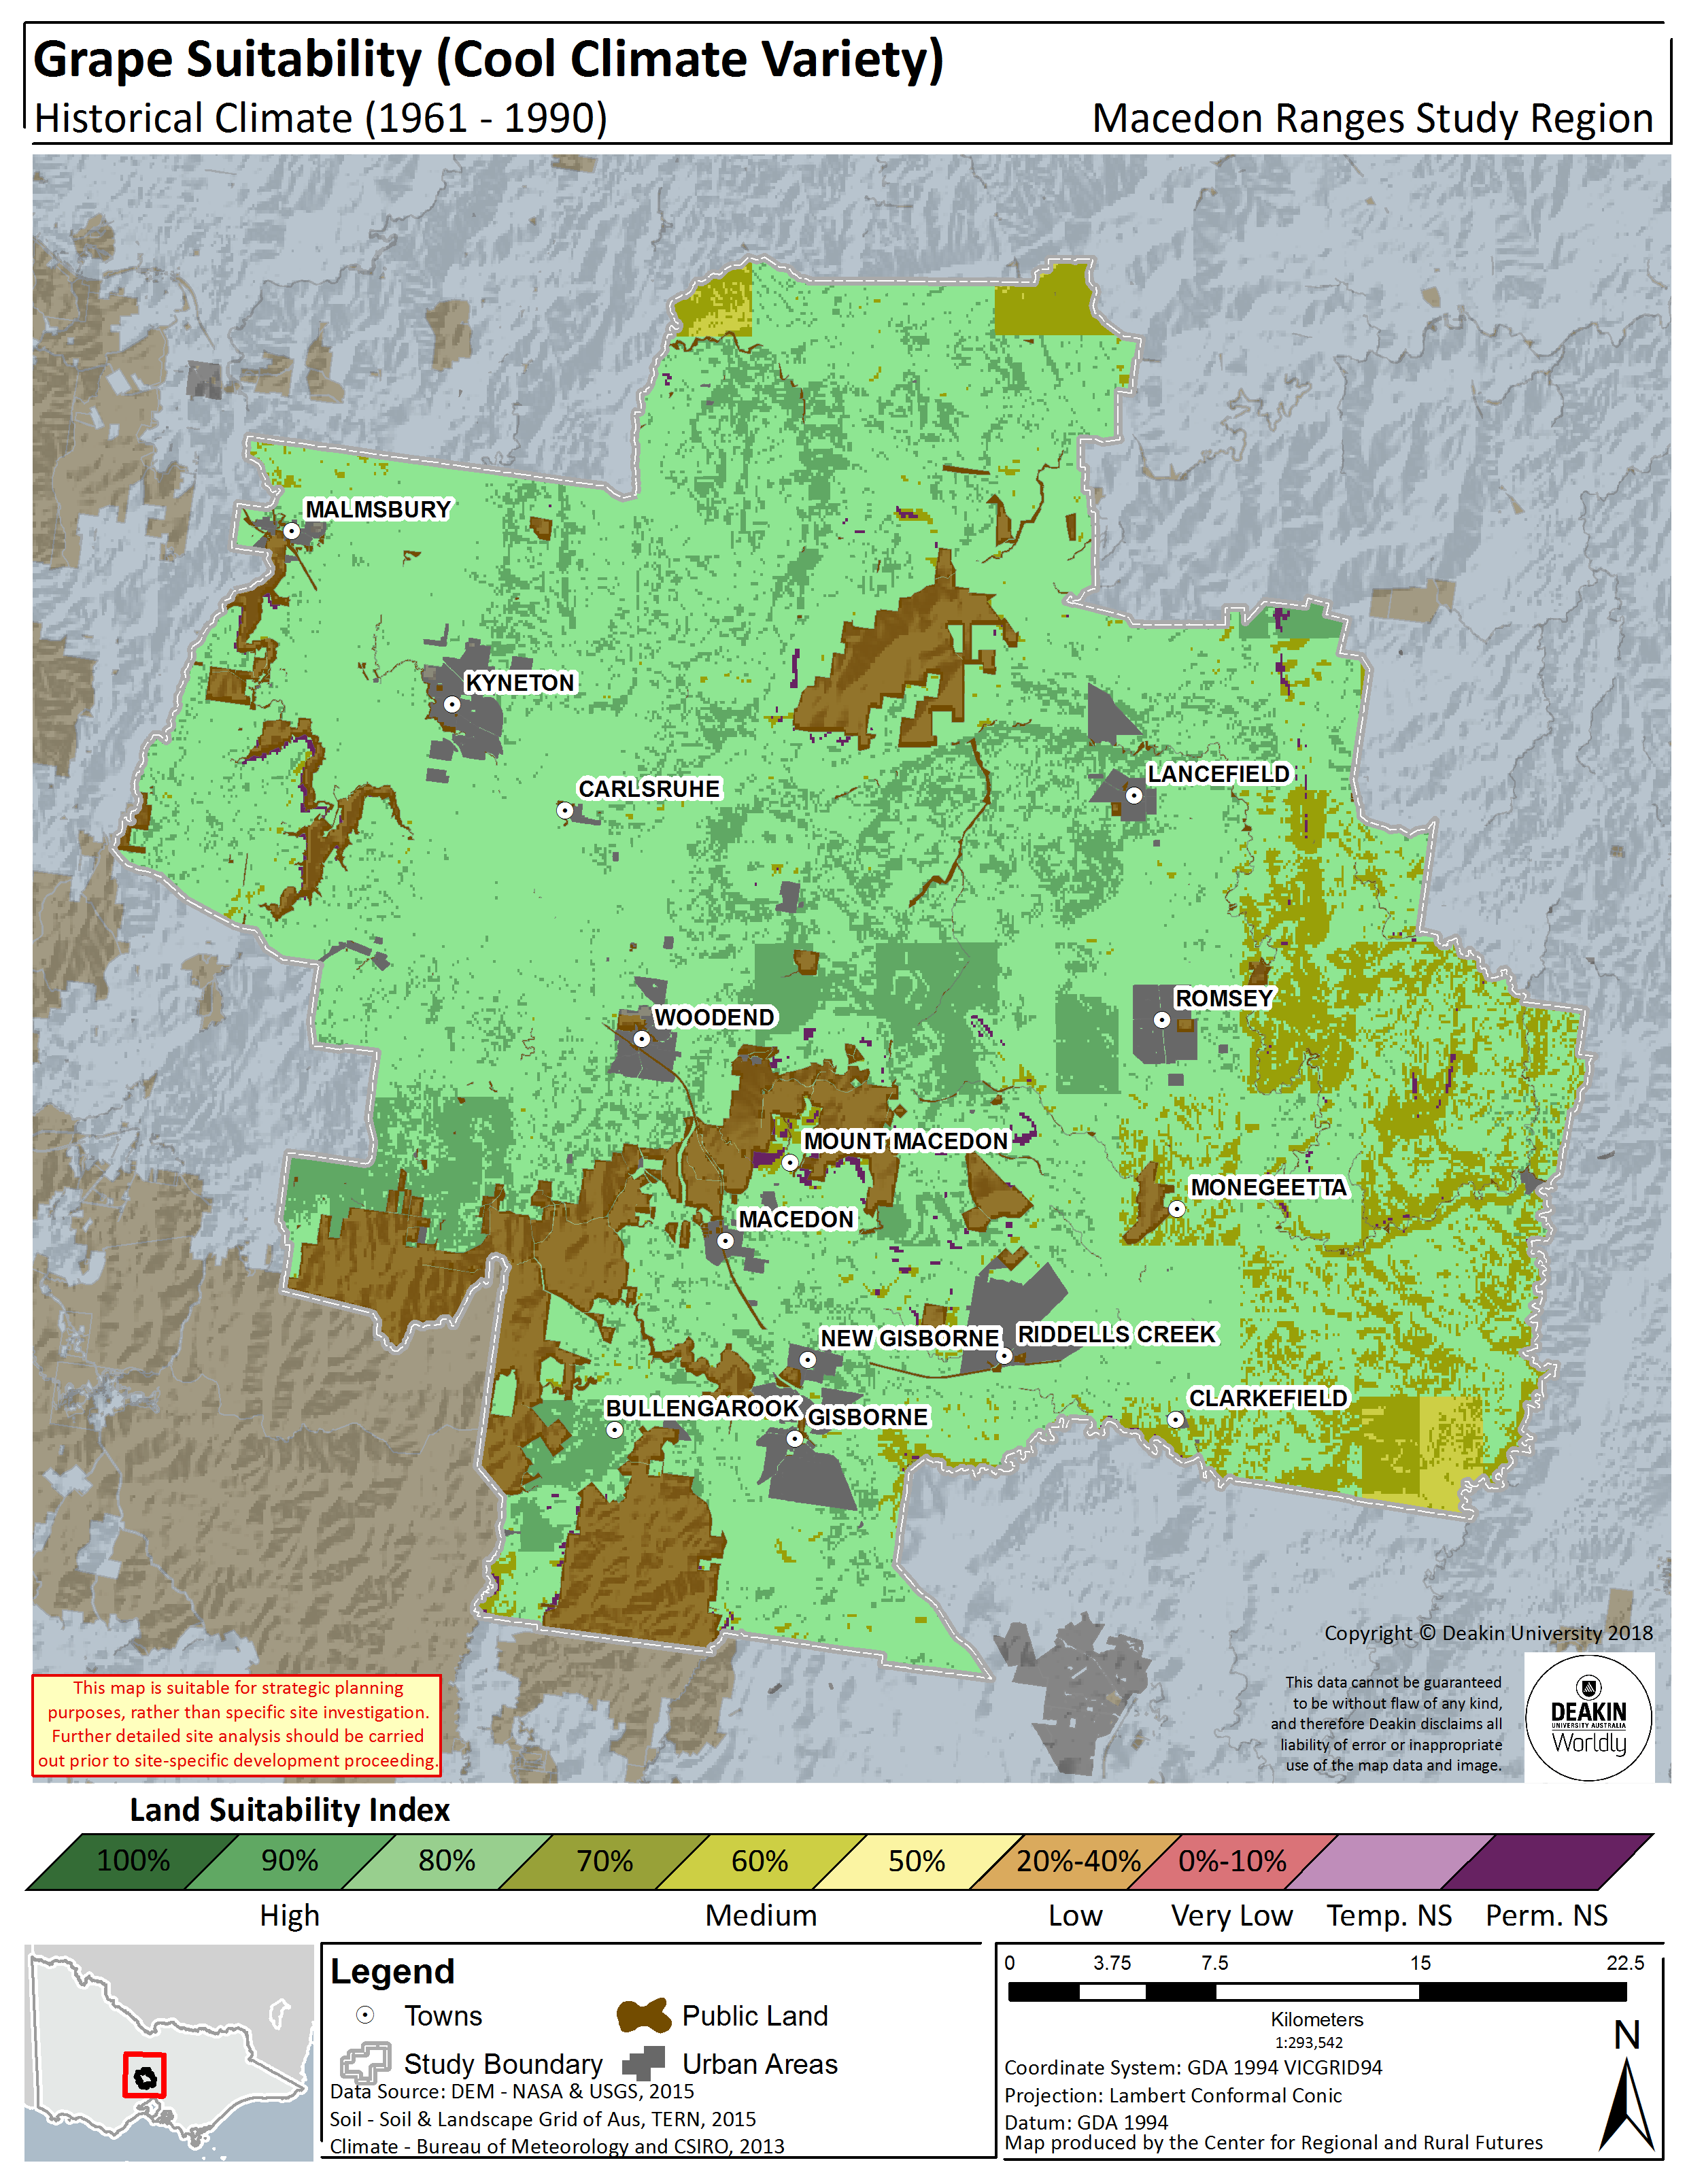 Grape Suitability (Cool Climate Variety)
Historical Climate (1961 - 1990)
Macedon Ranges Study Region
MALMSBURY
KYNETON
CARLSRUHE
LANCEFIELD
ROMSEY
WOODEND
MOUNT MACEDON
MONEGEETTA
MACEDON
NEW GISBORNE
RIDDELLS CREEK
CLARKEFIELD
BULLENGAROOK
GISBORNE
Copyright © Deakin University 2018
This map is suitable for strategic planning
purposes, rather than specific site investigation.
Further detailed site analysis should be carried
out prior to site-specific development proceeding.
This data cannot be guaranteed
to be without flaw of any kind,
and therefore Deakin disclaims all
liability of error or inappropriate
use of the map data and image.
DEAKIN
UNIVERSITY AUSTRALIA
Worldly
Land Suitability Index
100%
90%
80%
70%
60%
50%
20%-40%
0%-10%
High
Medium
Low
Very Low
Temp. NS
Perm. NS
Legend
Towns
Public Land
Study Boundary
Urban Areas
Data Source: DEM - NASA & USGS, 2015
Soil - Soil & Landscape Grid of Aus, TERN, 2015
Climate - Bureau of Meteorology and CSIRO, 2013
0 3.75 7.5 15 22.5
Kilometers
1:293,542
N
Coordinate System: GDA 1994 VICGRID94
Projection: Lambert Conformal Conic
Datum: GDA 1994
Map produced by the Center for Regional and Rural Futures